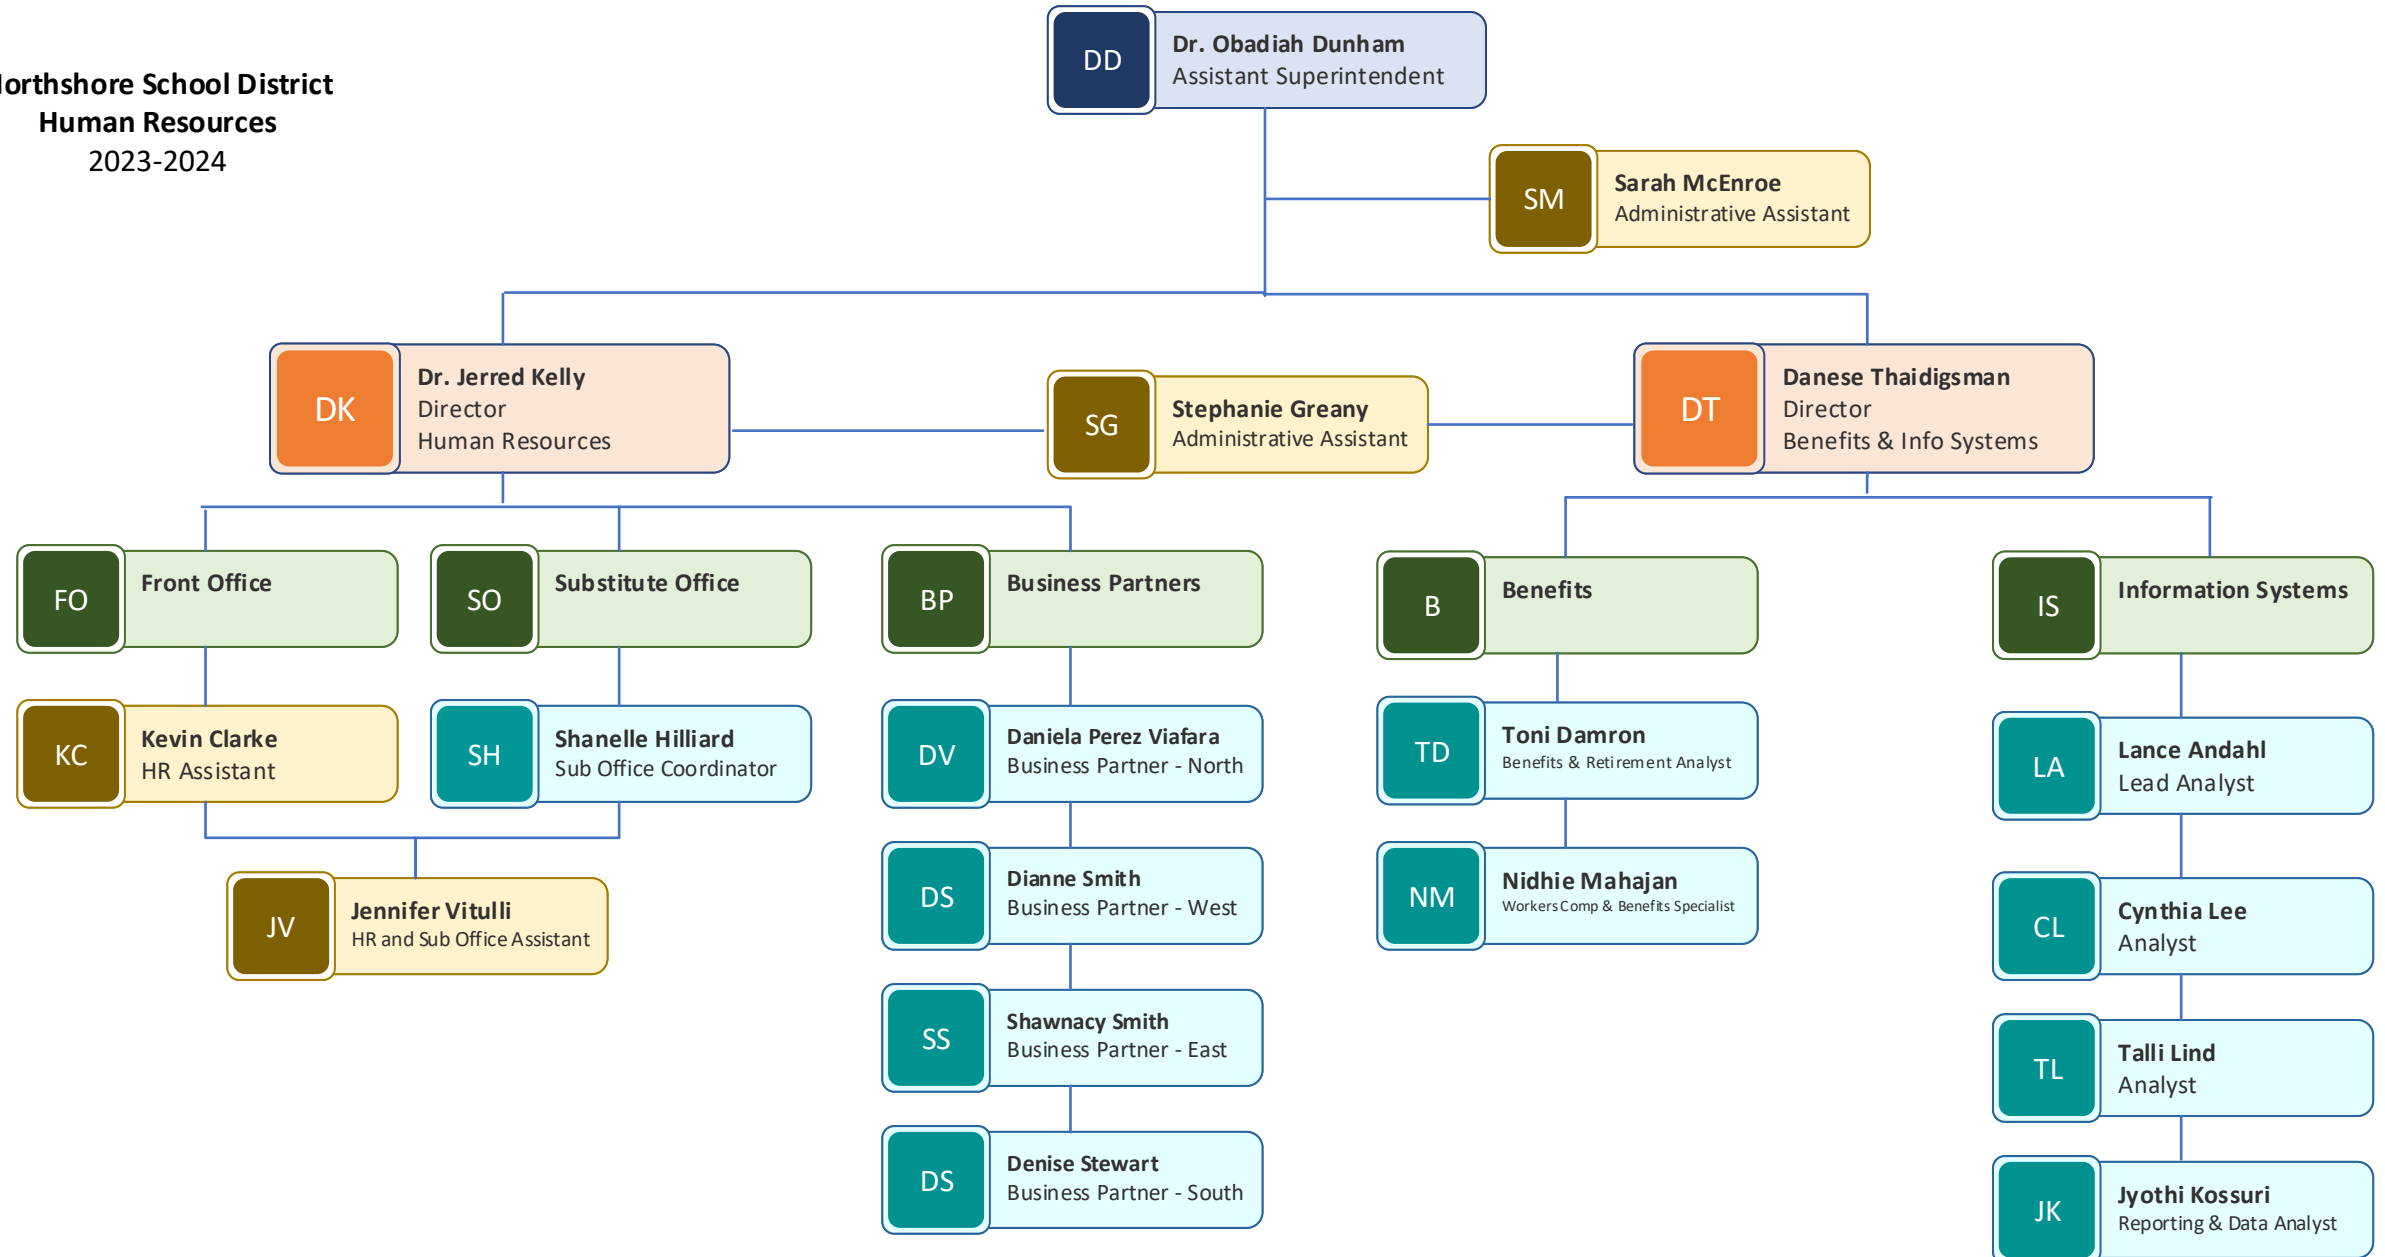 orthshore School District
Human Resources
2023-2024
DD
Dr. Obadiah Dunham
Assistant Superintendent
SM
Sarah McEnroe
Administrative Assistant
DK
Dr. Jerred Kelly
Director
Human Resources
SG
Stephanie Greany
Administrative Assistant
DT
Danese Thaidigsman
Director
Benefits & Info Systems
FO
Front Office
SO
Substitute Office
BP
Business Partners
B
Benefits
IS
Information Systems
KC
Kevin Clarke
HR Assistant
SH
Shanelle Hilliard
Sub Office Coordinator
DV
Daniela Perez Viafara
Business Partner - North
TD
Toni Damron
Benefits & Retirement Analyst
LA
Lance Andahl
Lead Analyst
JV
Jennifer Vitulli
HR and Sub Office Assistant
DS
Dianne Smith
Business Partner - West
NM
Nidhie Mahajan
Workers Comp & Benefits Specialist
CL
Cynthia Lee
Analyst
SS
Shawnacy Smith
Business Partner - East
TL
Talli Lind
Analyst
DS
Denise Stewart
Business Partner - South
JK
Jyothi Kossuri
Reporting & Data Analyst